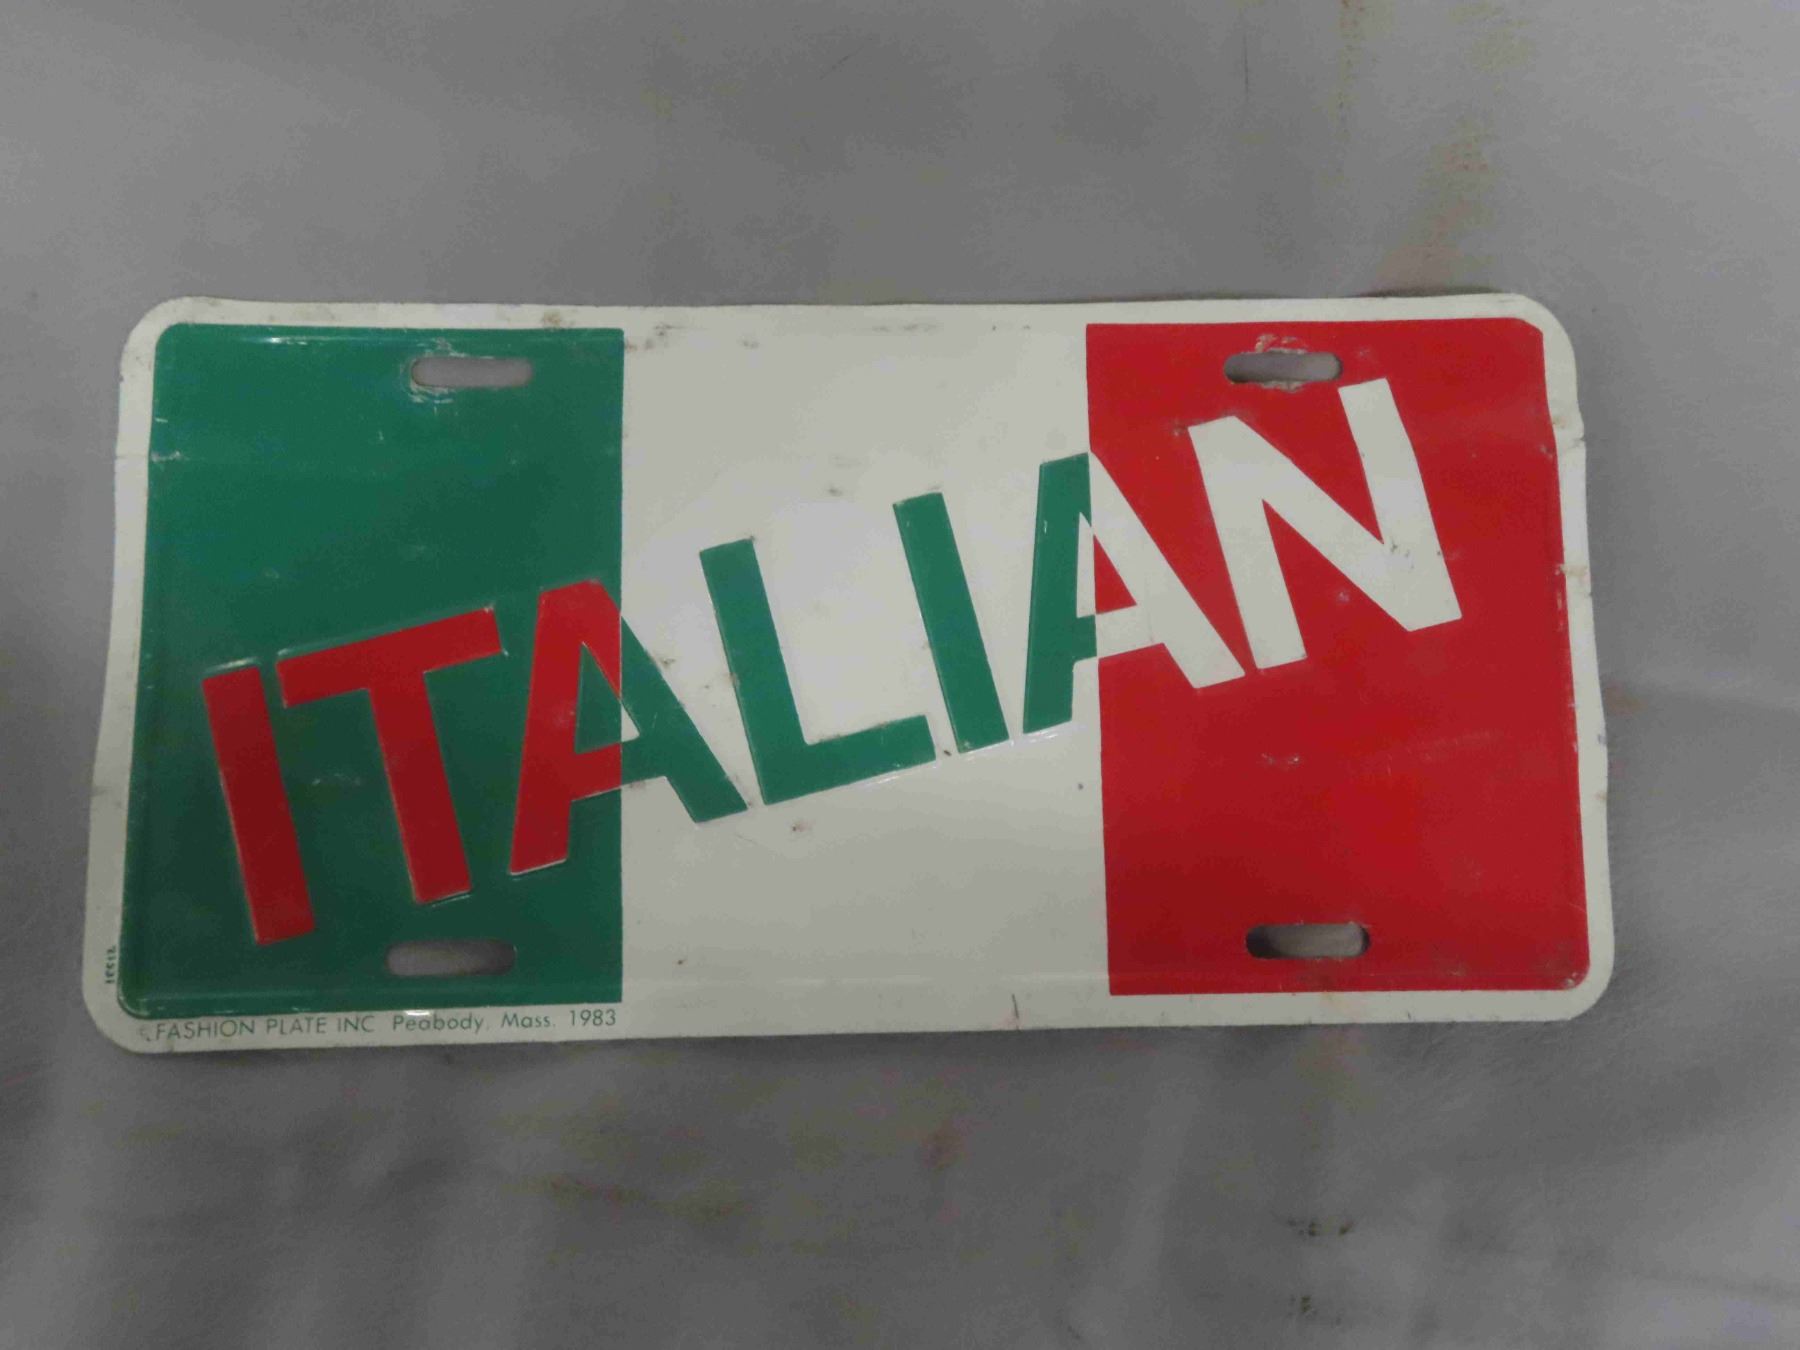 ITALIAN
© FASHION PLATE INC Peabody, Mass. 1983